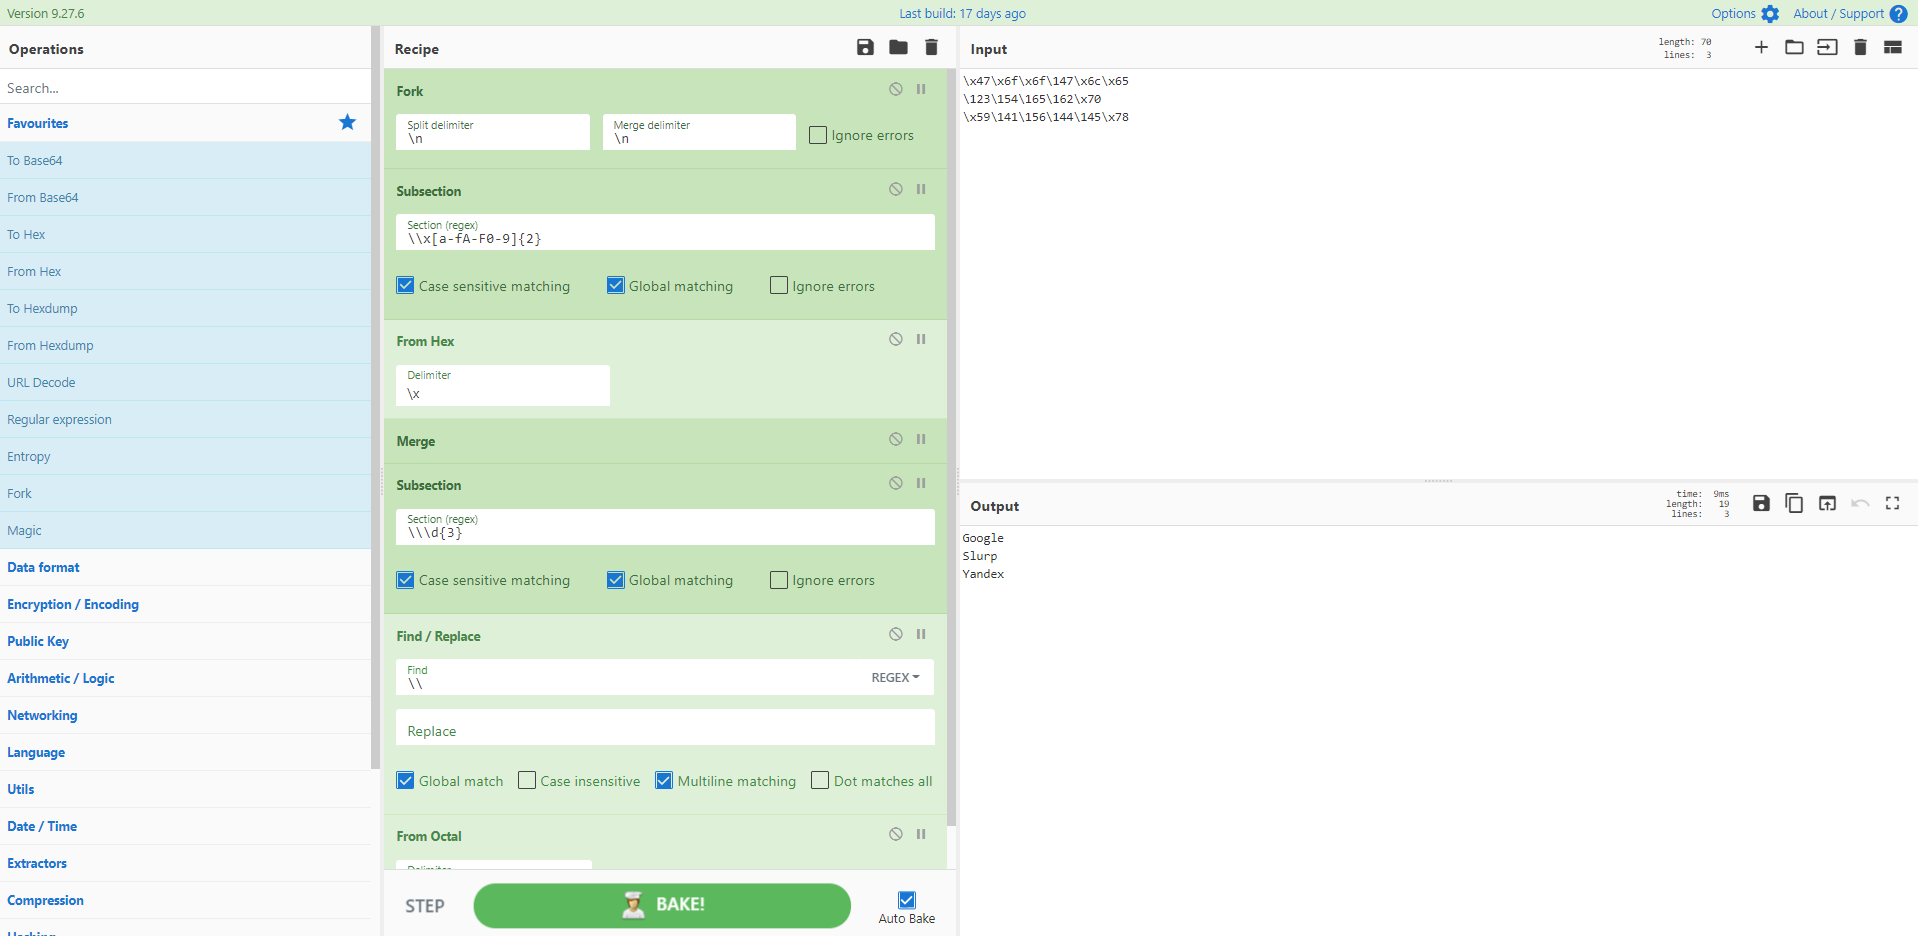 Version 9.27.6
Last build: 17 days ago
Options
About / Support
Operations
Search...
Favourites
To Base64
From Base64
To Hex
From Hex
To Hexdump
From Hexdump
URL Decode
Regular expression
Entropy
Fork
Magic
Data format
Encryption / Encoding
Public Key
Arithmetic / Logic
Networking
Language
Utils
Date / Time
Extractors
Compression
Recipe
Fork
Split delimiter
\n
Merge delimiter
\n
Ignore errors
Subsection
Section (regex)
\\x[a-fA-F0-9]{2}
Case sensitive matching
Global matching
Ignore errors
From Hex
Delimiter
\x
Merge
Subsection
Section (regex)
\\\d{3}
Case sensitive matching
Global matching
Ignore errors
Find / Replace
Find
\\
REGEX
Replace
Global match
Case insensitive
Multiline matching
Dot matches all
From Octal
STEP
BAKE!
Auto Bake
Input
length: 70
lines: 3
\x47\x6f\x6f\147\x6c\x65
\123\154\165\162\x70
\x59\141\156\144\145\x78
Output
time: 9ms
length: 19
lines: 3
Google
Slurp
Yandex